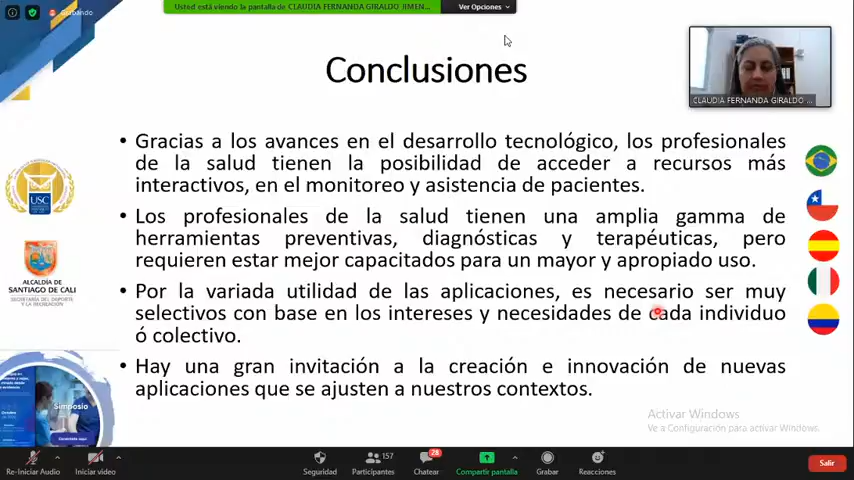 Grabando
Usted está viendo la pantalla de CLAUDIA FERNANDA GIRALDO JIMEN...
Ver Opciones
Conclusiones
CLAUDIA FERNANDA GIRALDO ...
• Gracias a los avances en el desarrollo tecnológico, los profesionales
de la salud tienen la posibilidad de acceder a recursos más
interactivos, en el monitoreo y asistencia de pacientes.
• Los profesionales de la salud tienen una amplia gamma de
herramientas preventivas, diagnósticas y terapéuticas, pero
requieren estar mejor capacitados para un mayor y apropiado uso.
• Por la variada utilidad de las aplicaciones, es necesario ser muy
selectivos con base en los intereses y necesidades de cada individuo
ó colectivo.
• Hay una gran invitación a la creación e innovación de nuevas
aplicaciones que se ajusten a nuestros contextos.
USC
ALCALDÍA DE
SANTIAGO DE CALI
SECRETARÍA DEL DEPORTE
Y LA RECREACIÓN
Simposio
Activar Windows
Ve a Configuración para activar Windows.
Re-Iniciar Audio
Iniciar video
Seguridad
157
Participantes
28
Chatear
Compartir pantalla
Grabar
Reacciones
Salir